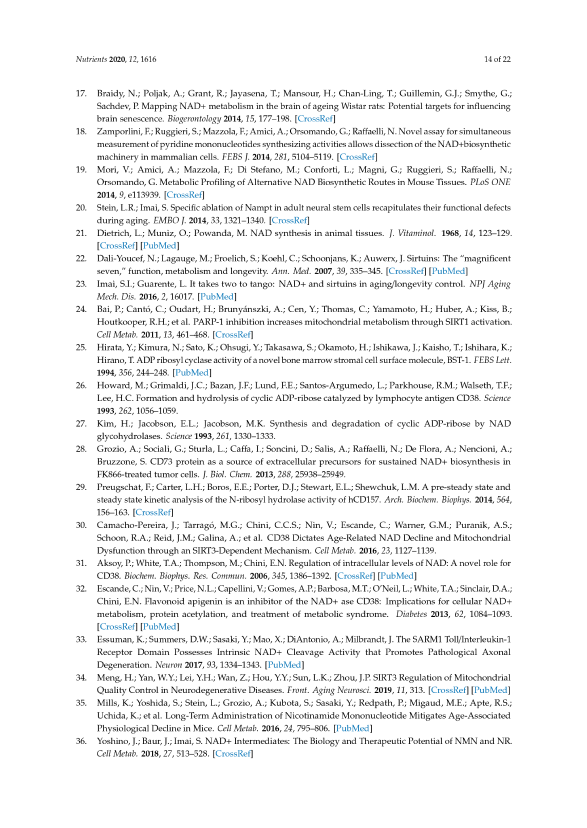 Nutrients 2020, 12, 1616
14 of 22
17. Braidy, N.; Poljak, A.; Grant, R.; Jayasena, T.; Mansour, H.; Chan-Ling, T.; Guillemin, G.J.; Smythe, G.;
Sachdev, P. Mapping NAD+ metabolism in the brain of ageing Wistar rats: Potential targets for influencing
brain senescence. Biogerontology 2014, 15, 177–198. [CrossRef]
18. Zamporlini, F.; Ruggieri, S.; Mazzola, F.; Amici, A.; Orsomando, G.; Raffaelli, N. Novel assay for simultaneous
measurement of pyridine mononucleotides synthesizing activities allows dissection of the NAD+biosynthetic
machinery in mammalian cells. FEBS J. 2014, 281, 5104–5119. [CrossRef]
19. Mori, V.; Amici, A.; Mazzola, F.; Di Stefano, M.; Conforti, L.; Magni, G.; Ruggieri, S.; Raffaelli, N.;
Orsomando, G. Metabolic Profiling of Alternative NAD Biosynthetic Routes in Mouse Tissues. PLoS ONE
2014, 9, e113939. [CrossRef]
20. Stein, L.R.; Imai, S. Specific ablation of Nampt in adult neural stem cells recapitulates their functional defects
during aging. EMBO J. 2014, 33, 1321–1340. [CrossRef]
21. Dietrich, L.; Muniz, O.; Powanda, M. NAD synthesis in animal tissues. J. Vitaminol. 1968, 14, 123–129.
[CrossRef] [PubMed]
22. Dali-Youcef, N.; Lagauge, M.; Froelich, S.; Koehl, C.; Schoonjans, K.; Auwerx, J. Sirtuins: The “magnificent
seven,” function, metabolism and longevity. Ann. Med. 2007, 39, 335–345. [CrossRef] [PubMed]
23. Imai, S.I.; Guarente, L. It takes two to tango: NAD+ and sirtuins in aging/longevity control. NPJ Aging
Mech. Dis. 2016, 2, 16017. [PubMed]
24. Bai, P.; Cantó, C.; Oudart, H.; Brunyánszki, A.; Cen, Y.; Thomas, C.; Yamamoto, H.; Huber, A.; Kiss, B.;
Houtkooper, R.H.; et al. PARP-1 inhibition increases mitochondrial metabolism through SIRT1 activation.
Cell Metab. 2011, 13, 461–468. [CrossRef]
25. Hirata, Y.; Kimura, N.; Sato, K.; Ohsugi, Y.; Takasawa, S.; Okamoto, H.; Ishikawa, J.; Kaisho, T.; Ishihara, K.;
Hirano, T. ADP ribosyl cyclase activity of a novel bone marrow stromal cell surface molecule, BST-1. FEBS Lett.
1994, 356, 244–248. [PubMed]
26. Howard, M.; Grimaldi, J.C.; Bazan, J.F.; Lund, F.E.; Santos-Argumedo, L.; Parkhouse, R.M.; Walseth, T.F.;
Lee, H.C. Formation and hydrolysis of cyclic ADP-ribose catalyzed by lymphocyte antigen CD38. Science
1993, 262, 1056–1059.
27. Kim, H.; Jacobson, E.L.; Jacobson, M.K. Synthesis and degradation of cyclic ADP-ribose by NAD
glycohydrolases. Science 1993, 261, 1330–1333.
28. Grozio, A.; Sociali, G.; Sturla, L.; Caffa, I.; Soncini, D.; Salis, A.; Raffaelli, N.; De Flora, A.; Nencioni, A.;
Bruzzone, S. CD73 protein as a source of extracellular precursors for sustained NAD+ biosynthesis in
FK866-treated tumor cells. J. Biol. Chem. 2013, 288, 25938–25949.
29. Preugschat, F.; Carter, L.H.; Boros, E.E.; Porter, D.J.; Stewart, E.L.; Shewchuk, L.M. A pre-steady state and
steady state kinetic analysis of the N-ribosyl hydrolase activity of hCD157. Arch. Biochem. Biophys. 2014, 564,
156–163. [CrossRef]
30. Camacho-Pereira, J.; Tarragó, M.G.; Chini, C.C.S.; Nin, V.; Escande, C.; Warner, G.M.; Puranik, A.S.;
Schoon, R.A.; Reid, J.M.; Galina, A.; et al. CD38 Dictates Age-Related NAD Decline and Mitochondrial
Dysfunction through an SIRT3-Dependent Mechanism. Cell Metab. 2016, 23, 1127–1139.
31. Aksoy, P.; White, T.A.; Thompson, M.; Chini, E.N. Regulation of intracellular levels of NAD: A novel role for
CD38. Biochem. Biophys. Res. Commun. 2006, 345, 1386–1392. [CrossRef] [PubMed]
32. Escande, C.; Nin, V.; Price, N.L.; Capellini, V.; Gomes, A.P.; Barbosa, M.T.; O’Neil, L.; White, T.A.; Sinclair, D.A.;
Chini, E.N. Flavonoid apigenin is an inhibitor of the NAD+ ase CD38: Implications for cellular NAD+
metabolism, protein acetylation, and treatment of metabolic syndrome. Diabetes 2013, 62, 1084–1093.
[CrossRef] [PubMed]
33. Essuman, K.; Summers, D.W.; Sasaki, Y.; Mao, X.; DiAntonio, A.; Milbrandt, J. The SARM1 Toll/Interleukin-1
Receptor Domain Possesses Intrinsic NAD+ Cleavage Activity that Promotes Pathological Axonal
Degeneration. Neuron 2017, 93, 1334–1343. [PubMed]
34. Meng, H.; Yan, W.Y.; Lei, Y.H.; Wan, Z.; Hou, Y.Y.; Sun, L.K.; Zhou, J.P. SIRT3 Regulation of Mitochondrial
Quality Control in Neurodegenerative Diseases. Front. Aging Neurosci. 2019, 11, 313. [CrossRef] [PubMed]
35. Mills, K.; Yoshida, S.; Stein, L.; Grozio, A.; Kubota, S.; Sasaki, Y.; Redpath, P.; Migaud, M.E.; Apte, R.S.;
Uchida, K.; et al. Long-Term Administration of Nicotinamide Mononucleotide Mitigates Age-Associated
Physiological Decline in Mice. Cell Metab. 2016, 24, 795–806. [PubMed]
36. Yoshino, J.; Baur, J.; Imai, S. NAD+ Intermediates: The Biology and Therapeutic Potential of NMN and NR.
Cell Metab. 2018, 27, 513–528. [CrossRef]